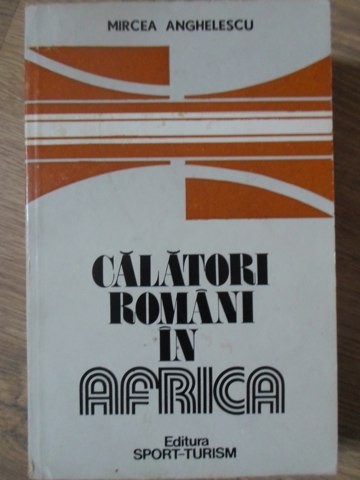 MIRCEA ANGHELESCU
CĂLĂTORI
ROMÂNI
ÎN
AFRICA
Editura
SPORT-TURISM